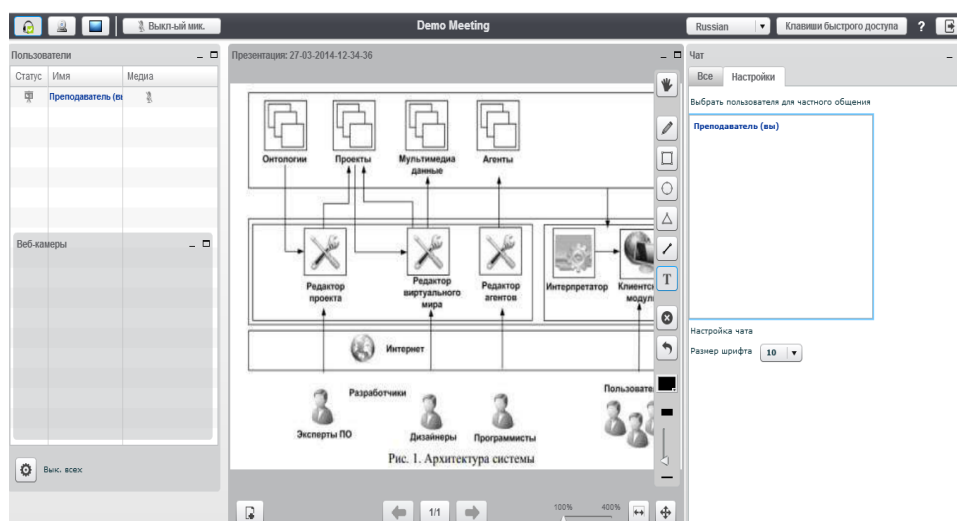 Выкл-ый мик.
Demo Meeting
Russian
Клавиши быстрого доступа
?
Пользователи
Статус Имя Медиа
Преподаватель (вы
Веб-камеры
Вык. всех
Презентация: 27-03-2014-12-34-36
Онтологии Проекты Мультимедиа данные Агенты
Редактор проекта
Редактор виртуального мира
Редактор агентов
Интерпретатор
Клиентск
модул
Интернет
Разработчики
Пользовате
Эксперты ПО Дизайнеры Программисты
Рис. 1. Архитектура системы
T
1/1
100% 400%
Чат
Все Настройки
Выбрать пользователя для частного общения
Преподаватель (вы)
Настройка чата
Размер шрифта 10